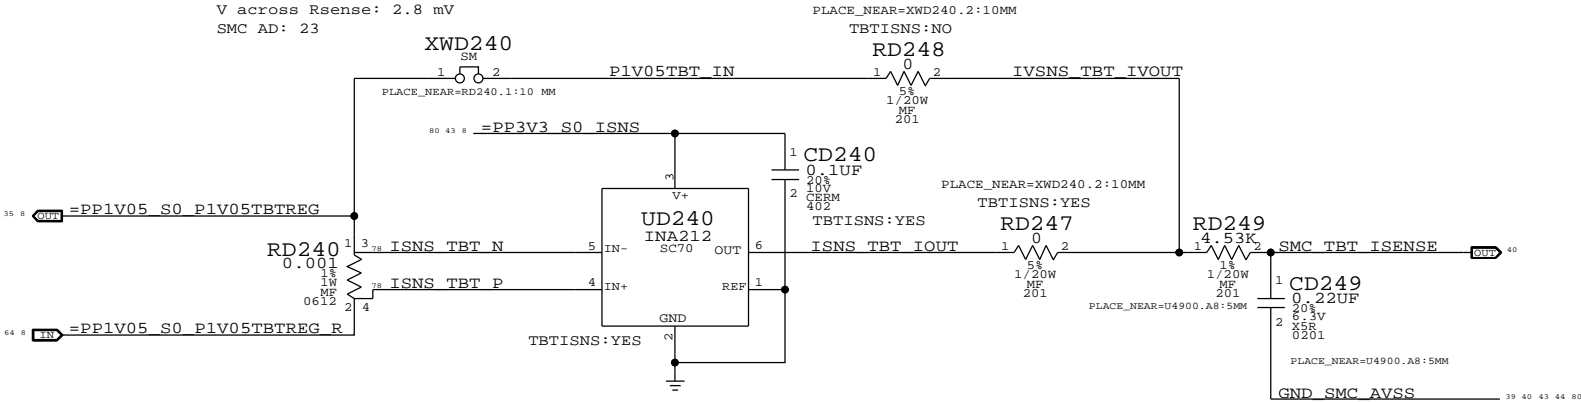 V across Rsense: 2.8 mV
SMC AD: 23
PLACE_NEAR=XWD240.2:10MM
TBTISNS:NO
XWD240
SM
1 2
PLACE_NEAR=RD240.1:10 MM
P1V05TBT_IN
RD248
0
1 2
5%
1/20W
MF
201
IVSNS_TBT_IVOUT
80 43 8 =PP3V3_S0_ISNS
1
CD240
0.1UF
20%
10V
2 CERM
402
TBTISNS:YES
35 8 OUT =PP1V05_S0_P1V05TBTREG
RD240
0.001
1%
1W
MF
0612
1 3
2 4
78 ISNS_TBT_N
78 ISNS_TBT_P
64 8 IN =PP1V05_S0_P1V05TBTREG_R
3
V+
UD240
INA212
SC70
5 IN-
4 IN+
OUT 6
REF 1
GND
2
TBTISNS:YES
ISNS_TBT_IOUT
PLACE_NEAR=XWD240.2:10MM
TBTISNS:YES
RD247
0
1 2
5%
1/20W
MF
201
RD249
4.53K
1 2
1%
1/20W
MF
201
PLACE_NEAR=U4900.A8:5MM
SMC_TBT_ISENSE
OUT 40
1
CD249
0.22UF
20%
6.3V
2 X5R
0201
PLACE_NEAR=U4900.A8:5MM
GND_SMC_AVSS
39 40 43 44 80